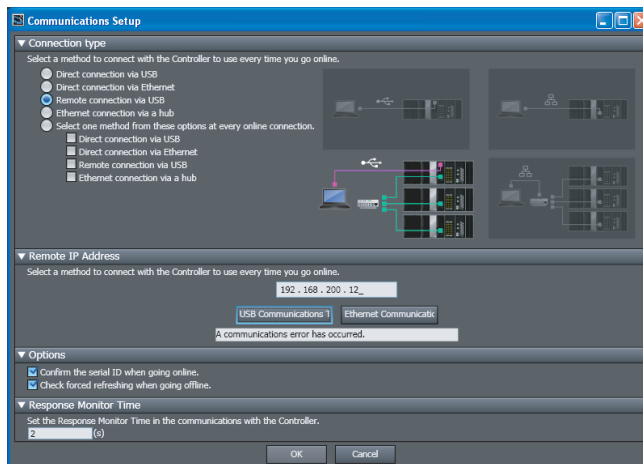 Communications Setup
Connection type
Select a method to connect with the Controller to use every time you go online.
Direct connection via USB
Direct connection via Ethernet
Remote connection via USB
Ethernet connection via a hub
Select one method from these options at every online connection.
Direct connection via USB
Direct connection via Ethernet
Remote connection via USB
Ethernet connection via a hub
Remote IP Address
Select a method to connect with the Controller to use every time you go online.
192 . 168 . 200 . 12_
USB Communications T Ethernet Communicatic
A communications error has occurred.
Options
Confirm the serial ID when going online.
Check forced refreshing when going offline.
Response Monitor Time
Set the Response Monitor Time in the communications with the Controller.
2 (s)
OK Cancel